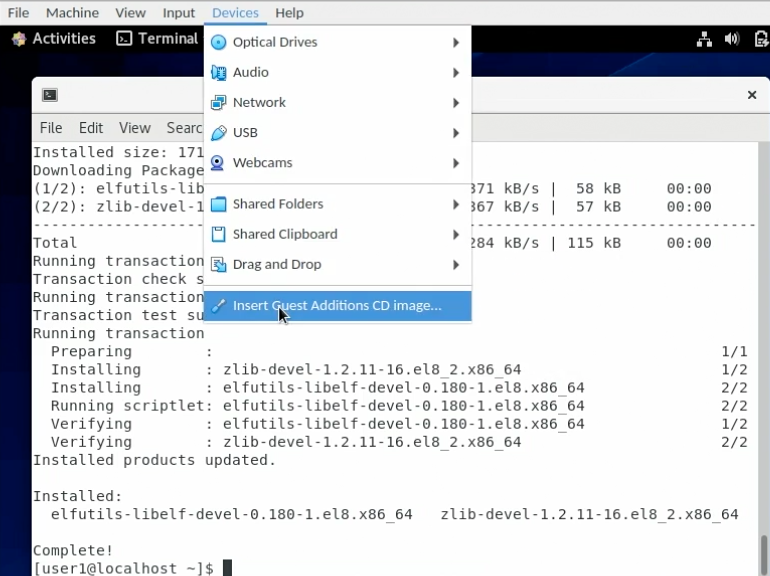 File Machine View Input Devices Help
Activities Terminal
Optical Drives
Audio
Network
USB
Webcams
Shared Folders
Shared Clipboard
Drag and Drop
Insert Guest Additions CD image...
File Edit View Searc
Installed size: 171
Downloading Package
(1/2): elfutils-lib 371 kB/s | 58 kB 00:00
(2/2): zlib-devel-1 367 kB/s | 57 kB 00:00
--------------------------------------------------------------------------------
Total 284 kB/s | 115 kB 00:00
Running transaction
Transaction check s
Running transaction
Transaction test su
Running transaction
Preparing : 1/1
Installing : zlib-devel-1.2.11-16.el8_2.x86_64 1/2
Installing : elfutils-libelf-devel-0.180-1.el8.x86_64 2/2
Running scriptlet: elfutils-libelf-devel-0.180-1.el8.x86_64 2/2
Verifying : elfutils-libelf-devel-0.180-1.el8.x86_64 1/2
Verifying : zlib-devel-1.2.11-16.el8_2.x86_64 2/2
Installed products updated.
Installed:
elfutils-libelf-devel-0.180-1.el8.x86_64 zlib-devel-1.2.11-16.el8_2.x86_64
Complete!
[user1@localhost ~]$